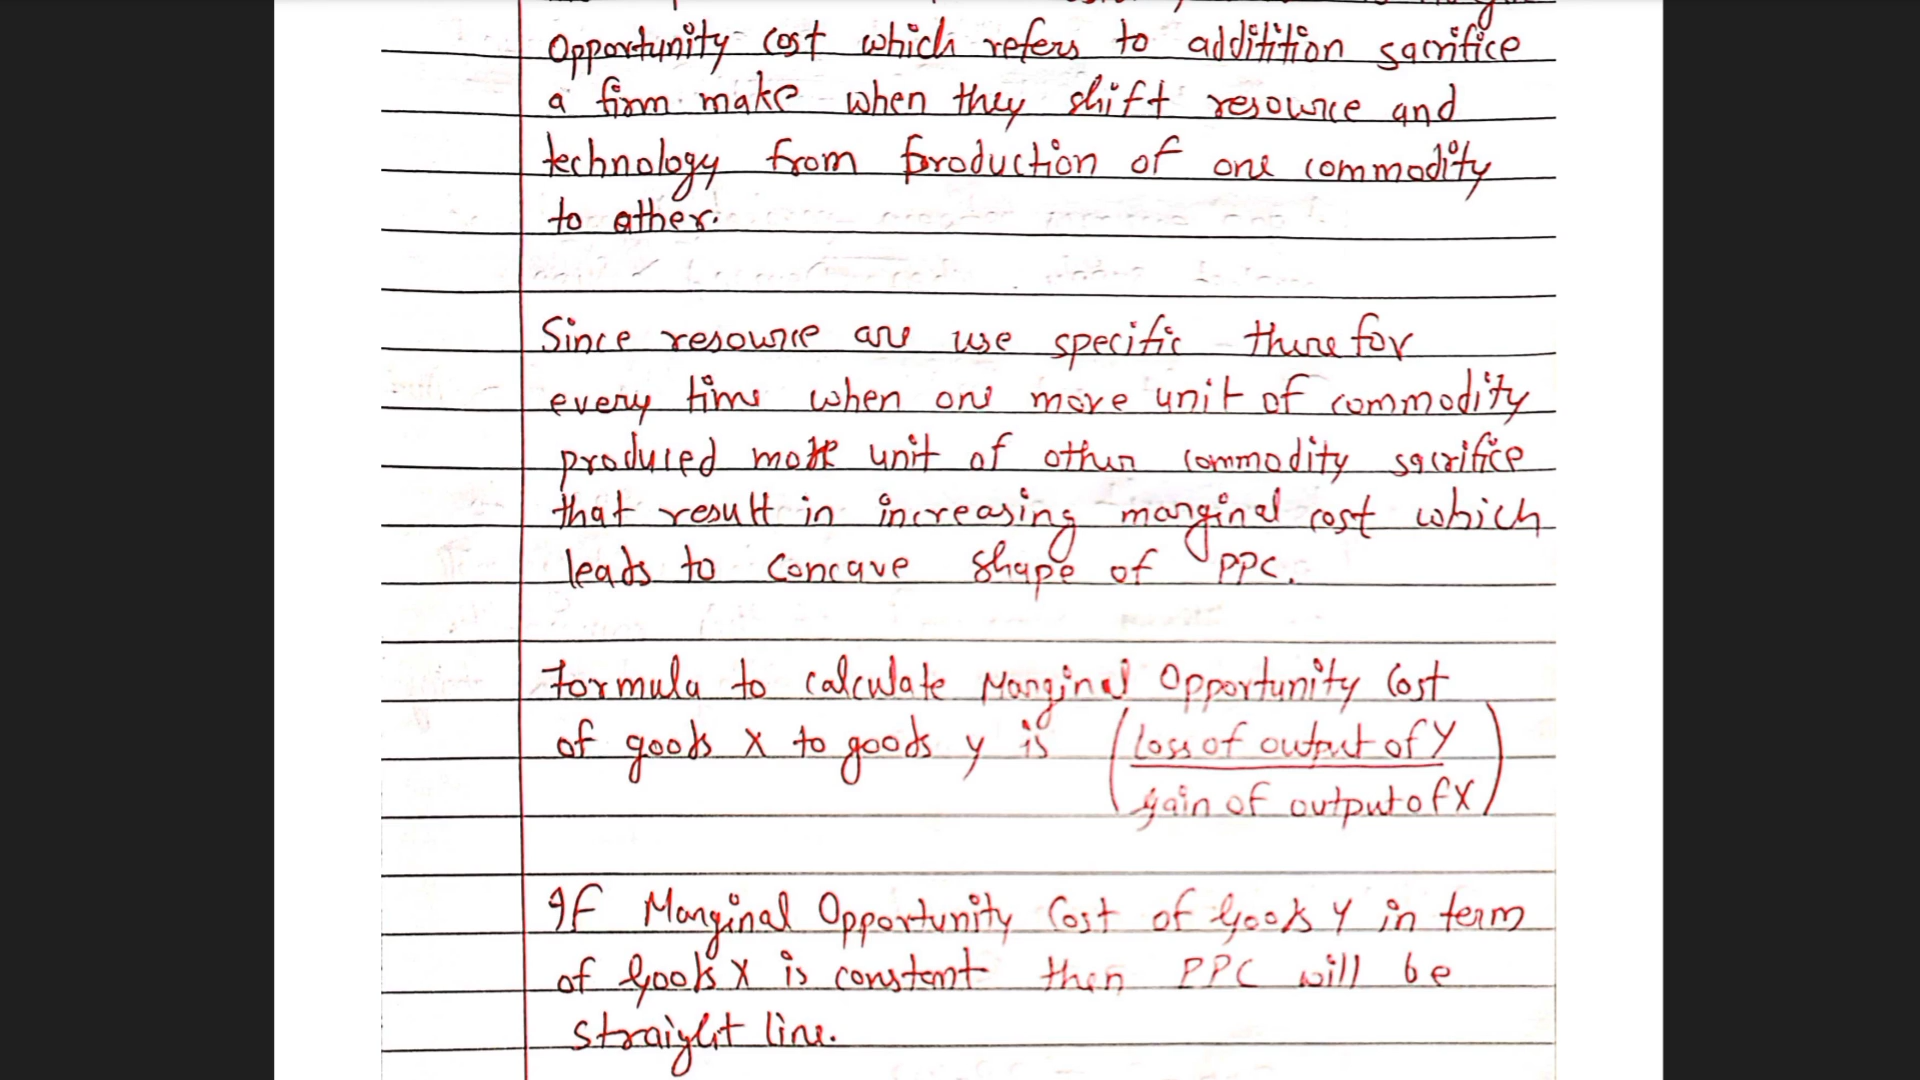 Opportunity cost which refers to additition sacrifice
a firm make when they shift resource and
technology from production of one commodity
to other.
Since resource are use specific therefor
every time when one more unit of commodity
produced more unit of other commodity sacrifice
that result in increasing marginal cost which
leads to concave shape of PPC.
Formula to calculate Marginal Opportunity Cost
of goods X to goods y is (Loss of output of Y
gain of output of X)
If Marginal Opportunity Cost of Goods Y in term
of Goods X is constant then PPC will be
straight line.